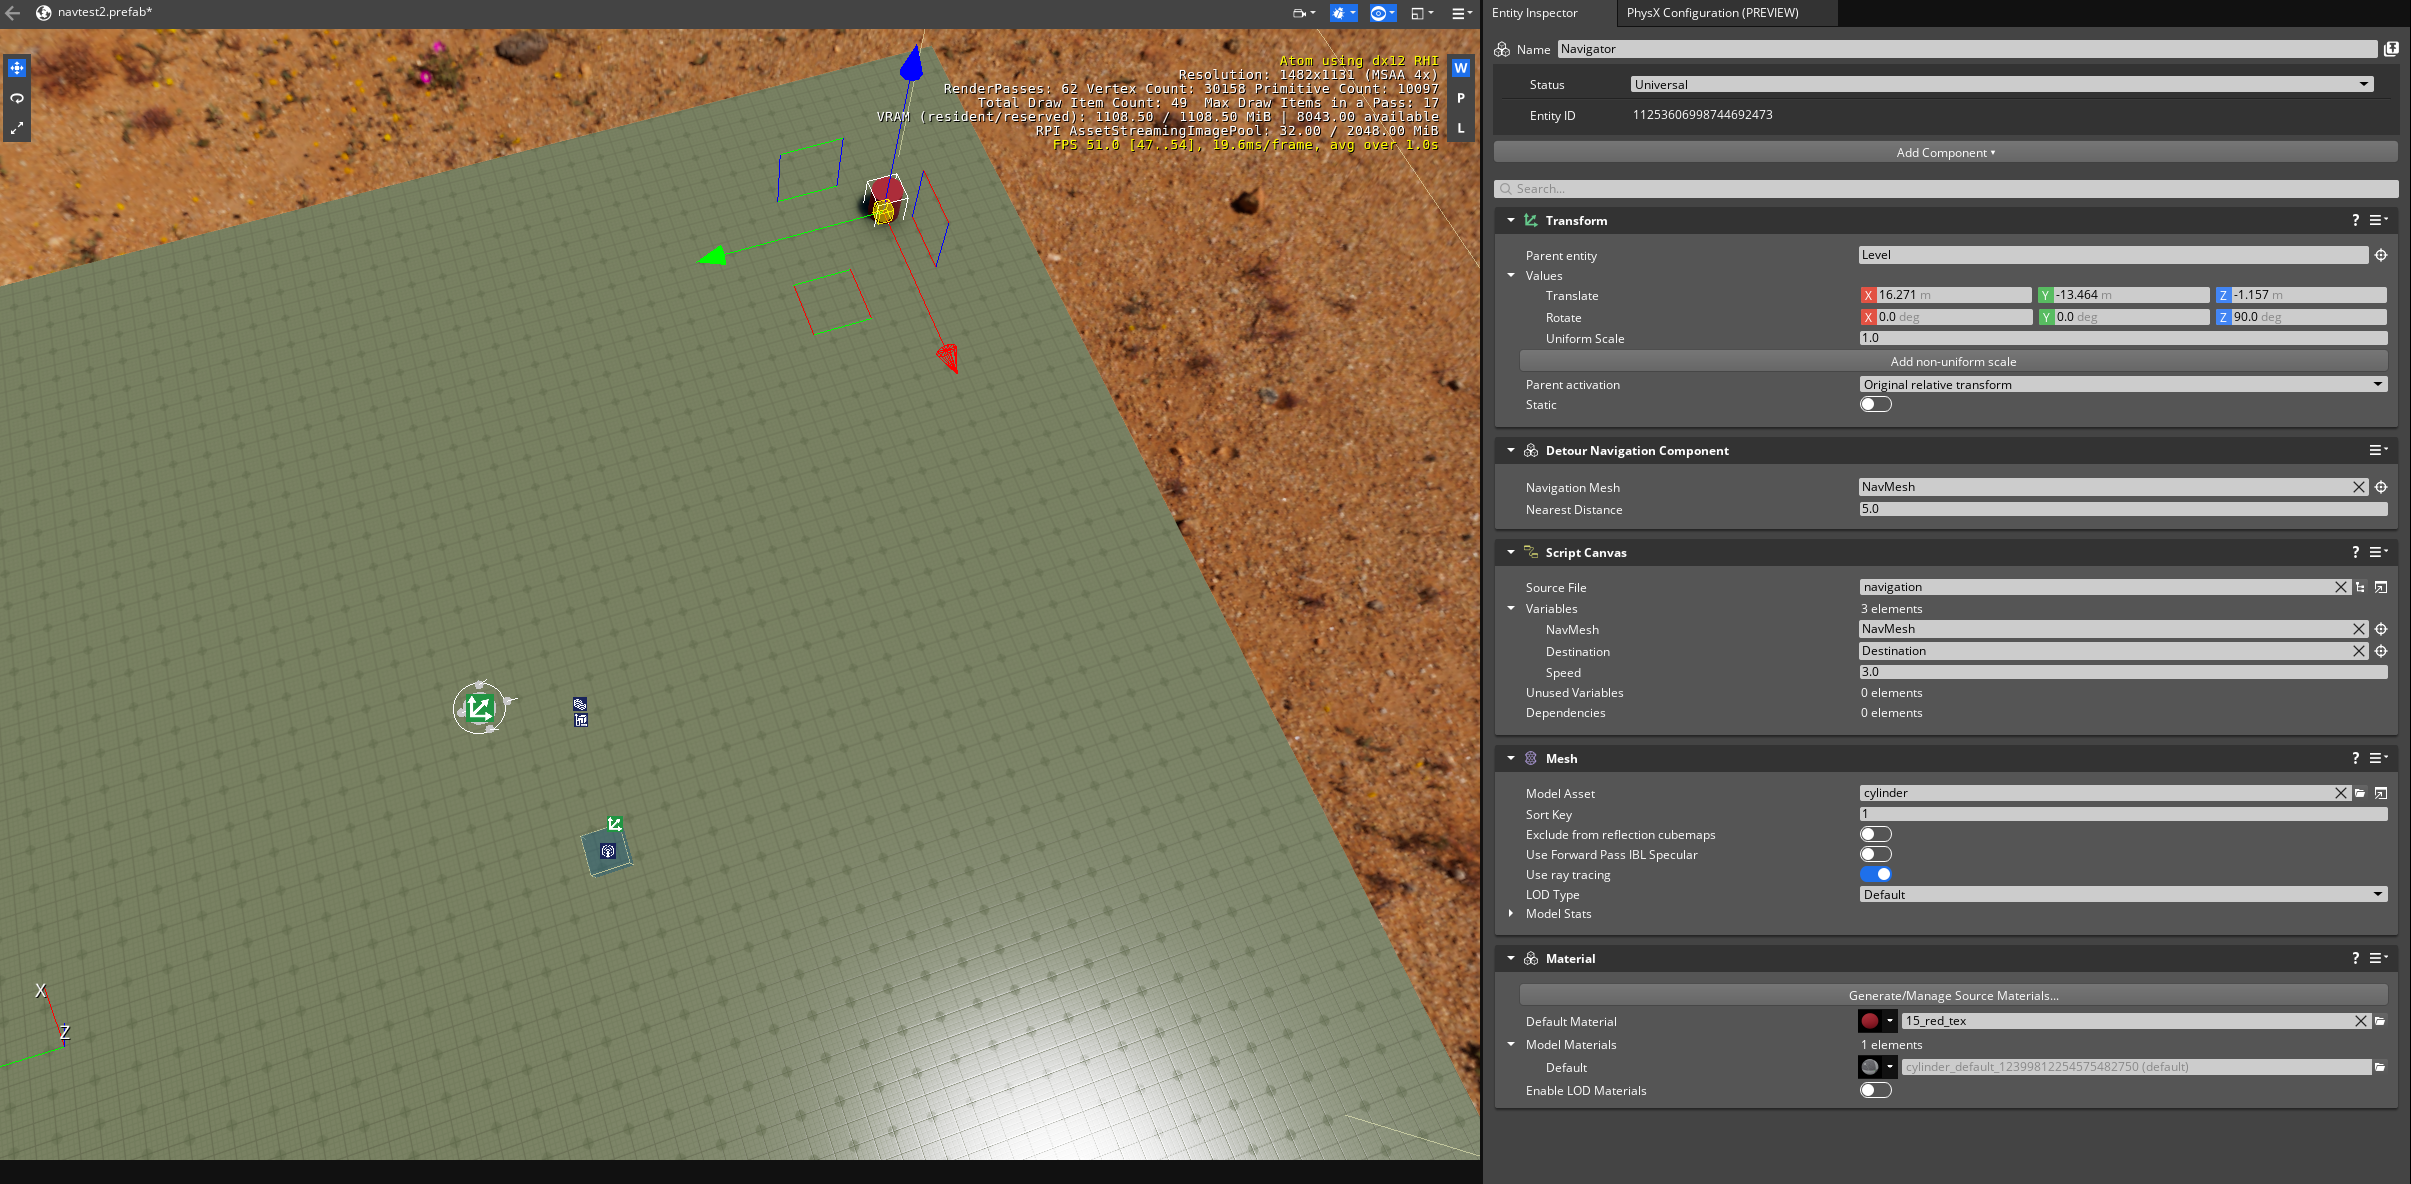 navtest2.prefab*
Atom using dx12 RHI
Resolution: 1482x1131 (MSAA 4x)
RenderPasses: 62 Vertex Count: 30158 Primitive Count: 10097
Total Draw Item Count: 49  Max Draw Items in a Pass: 17
VRAM (resident/reserved): 1108.50 / 1108.50 MiB | 8043.00 available
RPI AssetStreamingImagePool: 32.00 / 2048.00 MiB
FPS 51.0 [47..54], 19.6ms/frame, avg over 1.0s
W
P
L
X
Z
Entity Inspector
PhysX Configuration (PREVIEW)
Name Navigator
Status Universal
Entity ID 11253606998744692473
Add Component
Search...
Transform ?
Parent entity Level
Values
Translate X 16.271 m Y -13.464 m Z -1.157 m
Rotate X 0.0 deg Y 0.0 deg Z 90.0 deg
Uniform Scale 1.0
Add non-uniform scale
Parent activation Original relative transform
Static
Detour Navigation Component
Navigation Mesh NavMesh
Nearest Distance 5.0
Script Canvas ?
Source File navigation
Variables 3 elements
NavMesh NavMesh
Destination Destination
Speed 3.0
Unused Variables 0 elements
Dependencies 0 elements
Mesh ?
Model Asset cylinder
Sort Key 1
Exclude from reflection cubemaps
Use Forward Pass IBL Specular
Use ray tracing
LOD Type Default
Model Stats
Material ?
Generate/Manage Source Materials...
Default Material 15_red_tex
Model Materials 1 elements
Default cylinder_default_12399812254575482750 (default)
Enable LOD Materials